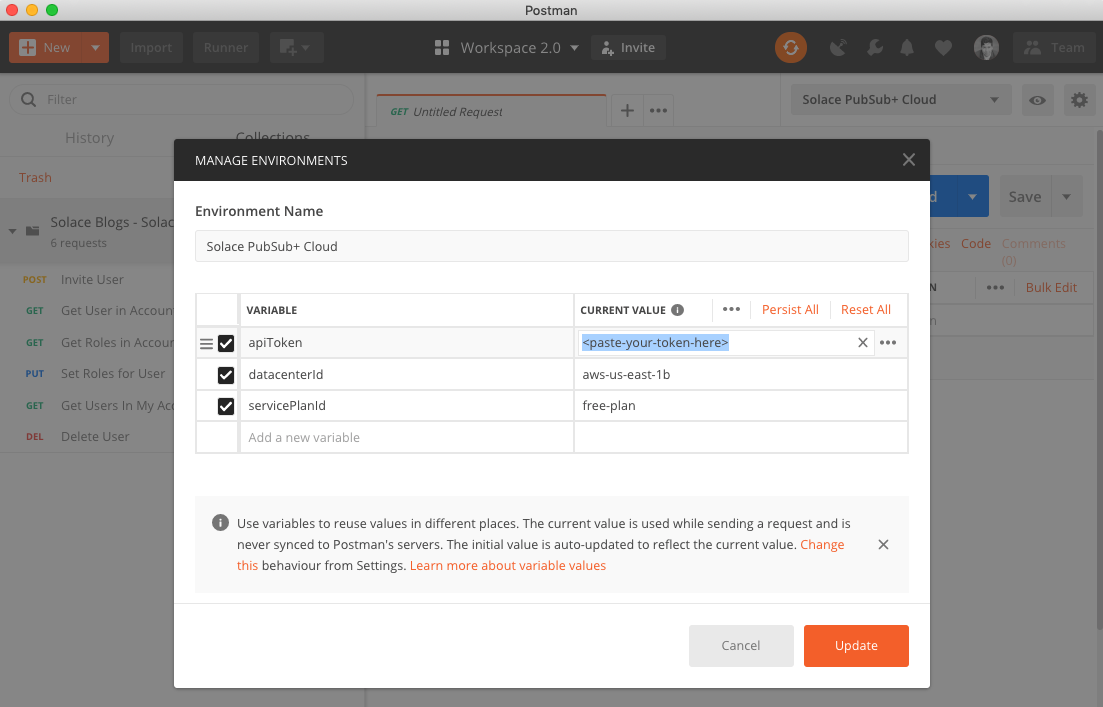 Postman
New
Import
Runner
Workspace 2.0
Invite
Team
Filter
GET Untitled Request
Solace PubSub+ Cloud
History
Collections
MANAGE ENVIRONMENTS
Trash
Environment Name
Save
Solace Blogs - Solac
6 requests
Solace PubSub+ Cloud
Code
Comments
(0)
POST Invite User
Bulk Edit
GET Get User in Accoun
VARIABLE
CURRENT VALUE
Persist All
Reset All
GET Get Roles in Accour
apiToken
<paste-your-token-here>
PUT Set Roles for User
datacenterId
aws-us-east-1b
GET Get Users In My Acc
servicePlanId
free-plan
DEL Delete User
Add a new variable
Use variables to reuse values in different places. The current value is used while sending a request and is
never synced to Postman's servers. The initial value is auto-updated to reflect the current value. Change
this behaviour from Settings. Learn more about variable values
Cancel
Update